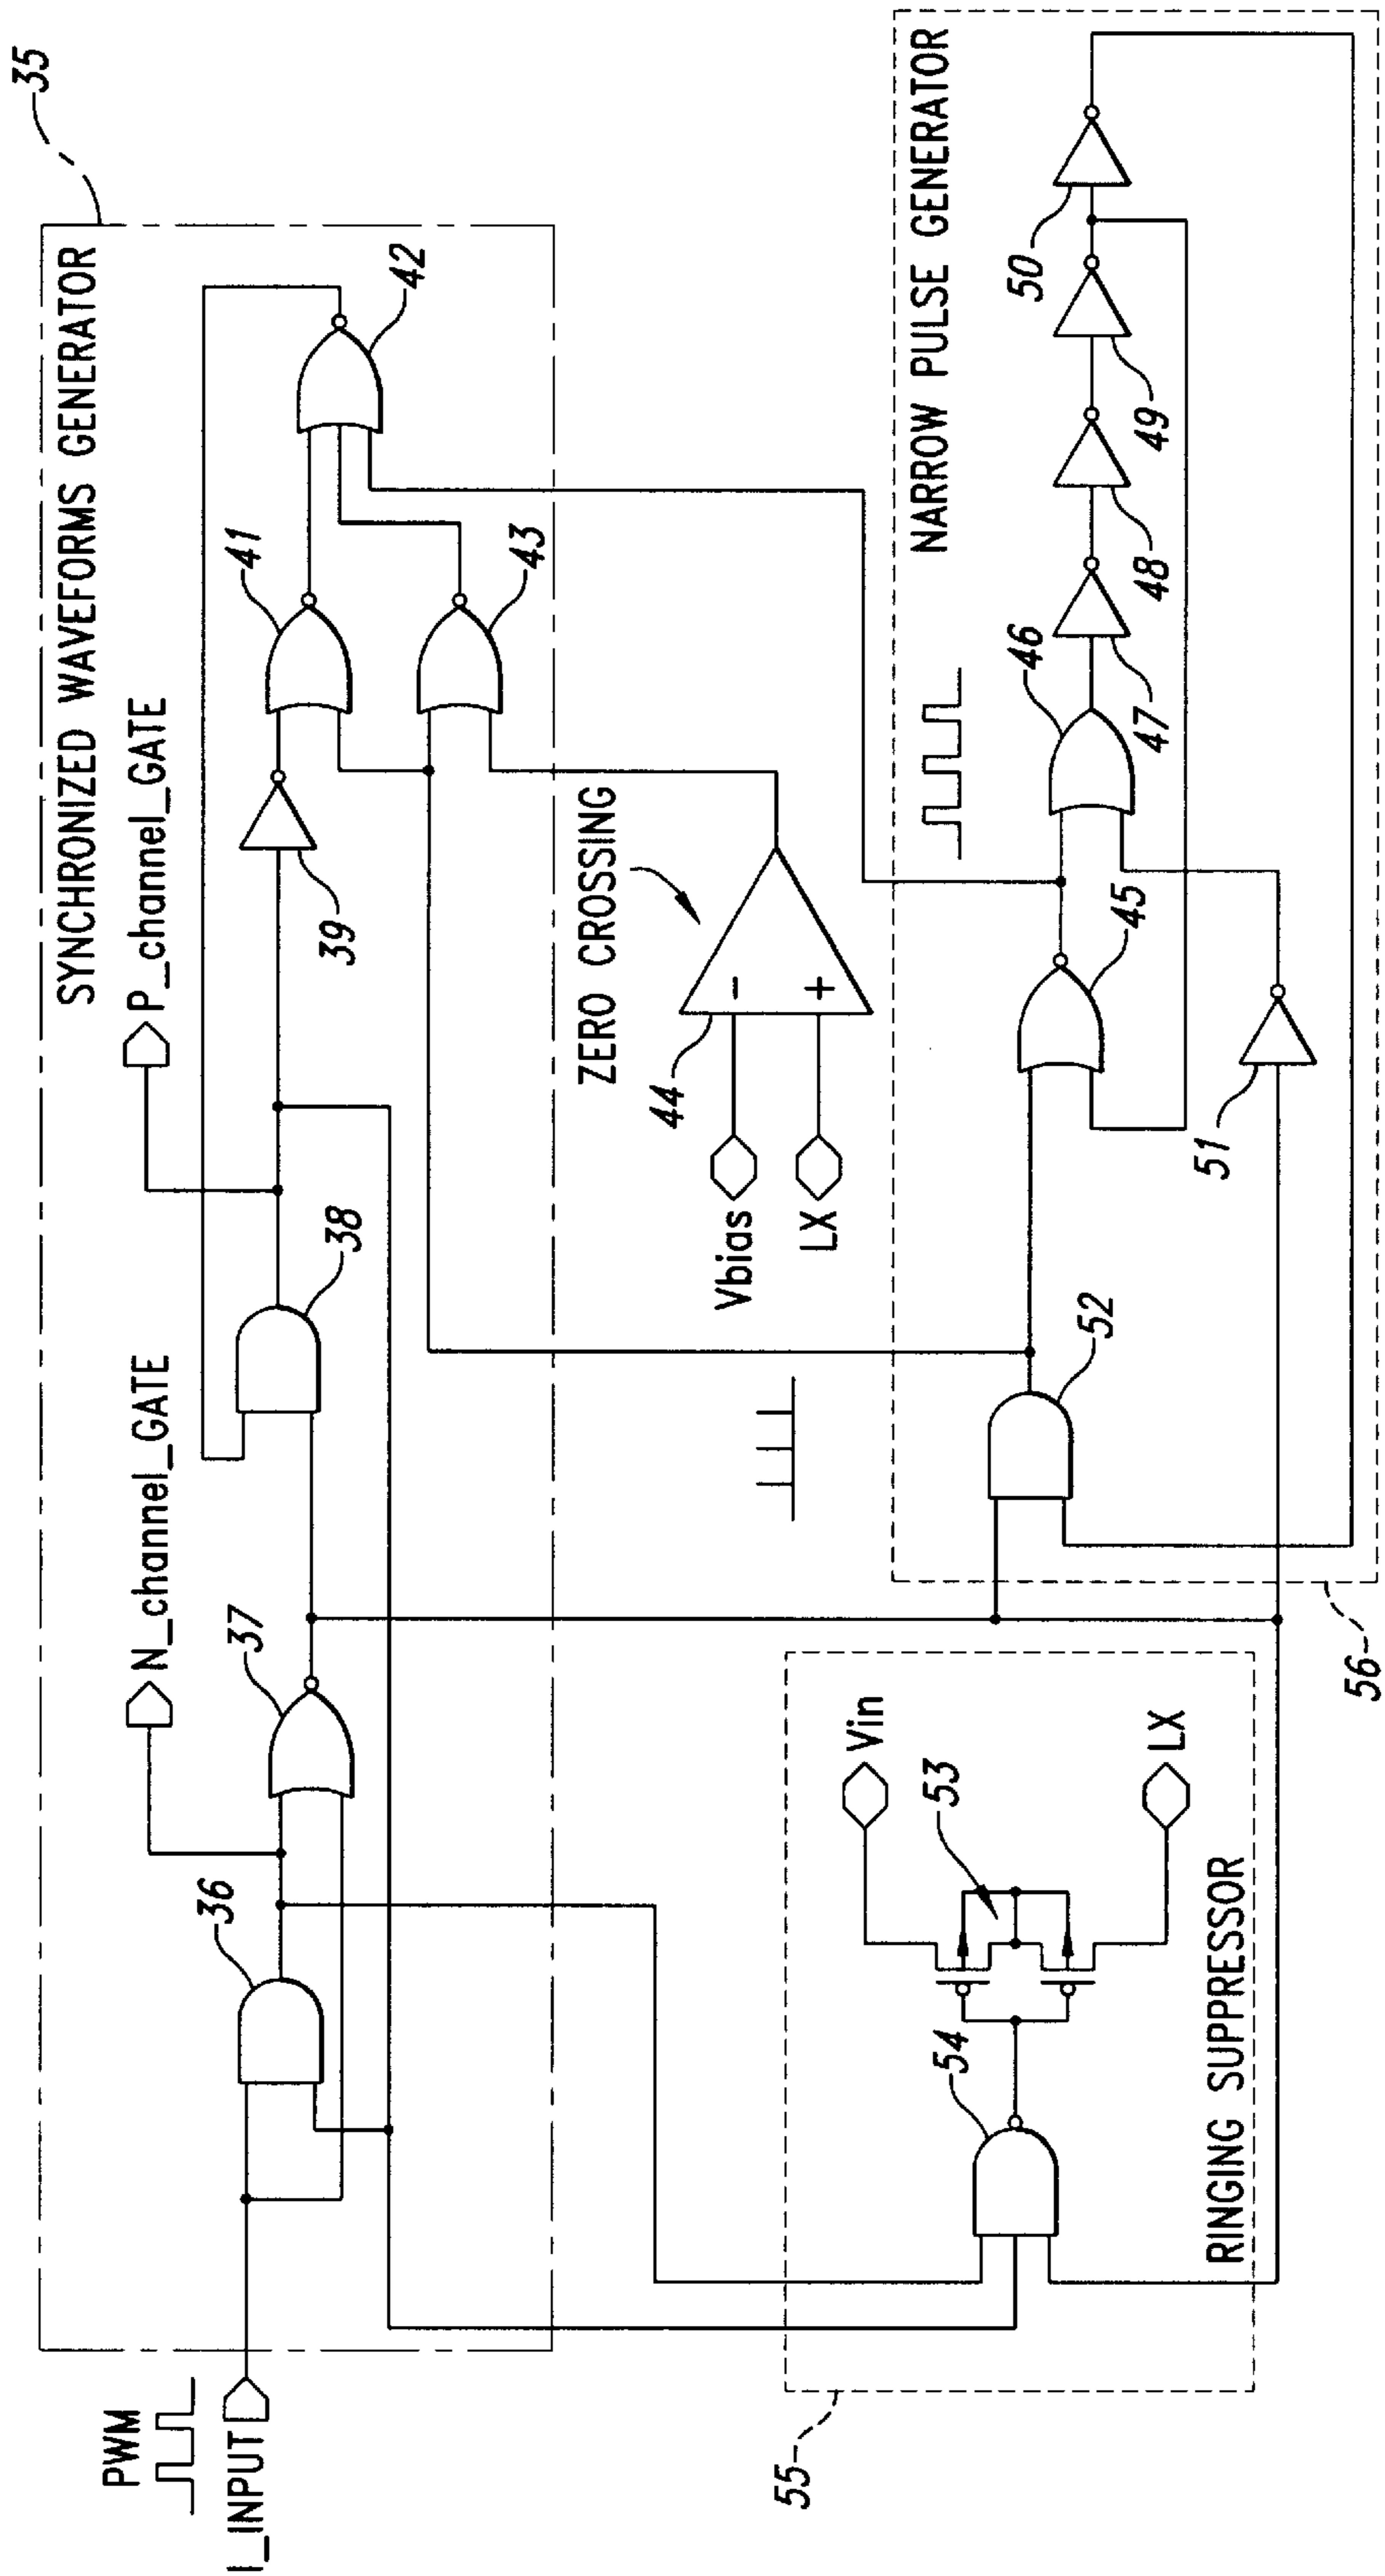 35
SYNCHRONIZED WAVEFORMS GENERATOR
PWM
I_INPUT
36
N_channel_GATE
37
38
P_channel_GATE
39
41
42
43
ZERO CROSSING
44
−
+
Vbias
LX
55
RINGING SUPPRESSOR
54
53
Vin
LX
56
NARROW PULSE GENERATOR
52
51
45
46
47
48
49
50